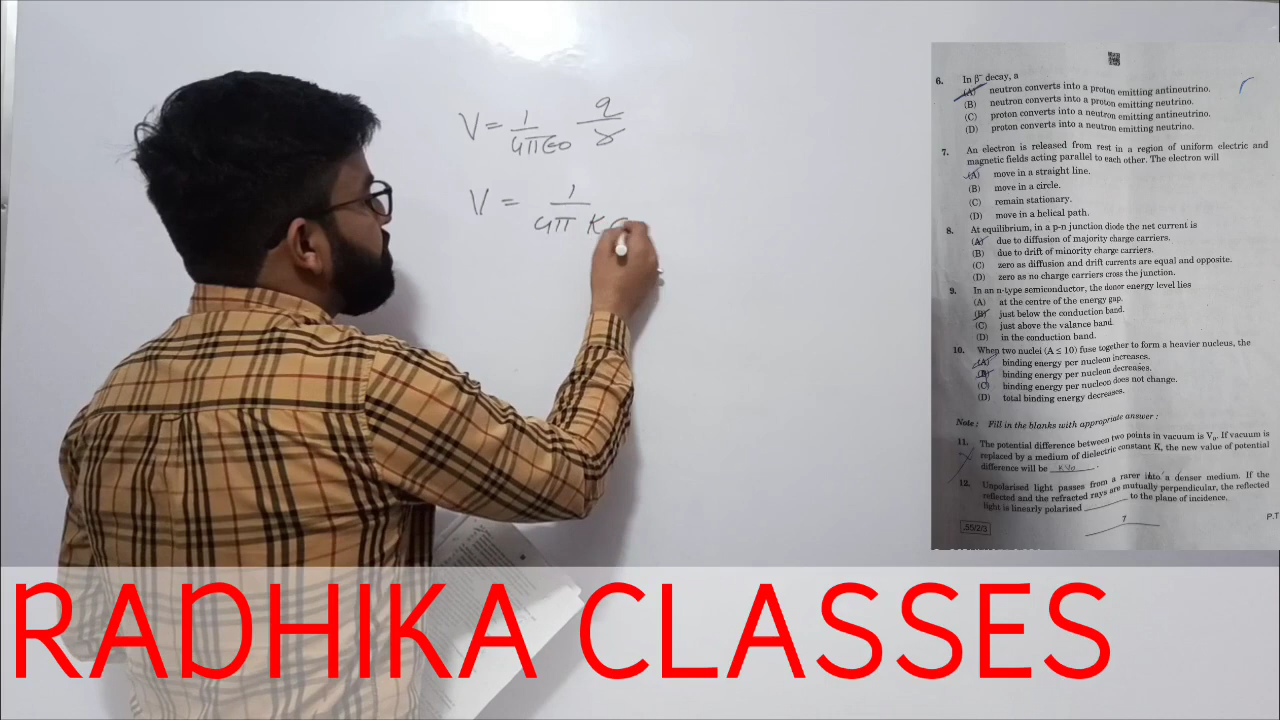 V = 1/4π∈0 q/r
V = 1/4π K
6. In β⁻ decay, a
(A) neutron converts into a proton emitting antineutrino.
(B) neutron converts into a proton emitting neutrino.
(C) proton converts into a neutron emitting antineutrino.
(D) proton converts into a neutron emitting neutrino.
7. An electron is released from rest in a region of uniform electric and
magnetic fields acting parallel to each other. The electron will
(A) move in a straight line.
(B) move in a circle.
(C) remain stationary.
(D) move in a helical path.
8. At equilibrium, in a p-n junction diode the net current is
(A) due to diffusion of majority charge carriers.
(B) due to drift of minority charge carriers.
(C) zero as diffusion and drift currents are equal and opposite.
(D) zero as no charge carriers cross the junction.
9. In an n-type semiconductor, the donor energy level lies
(A) at the centre of the energy gap.
(B) just below the conduction band.
(C) just above the valance band
(D) in the conduction band.
10. When two nuclei (A ≤ 10) fuse together to form a heavier nucleus, the
(A) binding energy per nucleon increases.
(B) binding energy per nucleon decreases.
(C) binding energy per nucleon does not change.
(D) total binding energy decreases.
Note : Fill in the blanks with appropriate answer :
11. The potential difference between two points in vacuum is V₀. If vacuum is
replaced by a medium of dielectric constant K, the new value of potential
difference will be KV₀.
12. Unpolarised light passes from a rarer into a denser medium. If the
reflected and the refracted rays are mutually perpendicular, the reflected
light is linearly polarised ______ to the plane of incidence.
.55/2/3
7
P.T
RADHIKA CLASSES